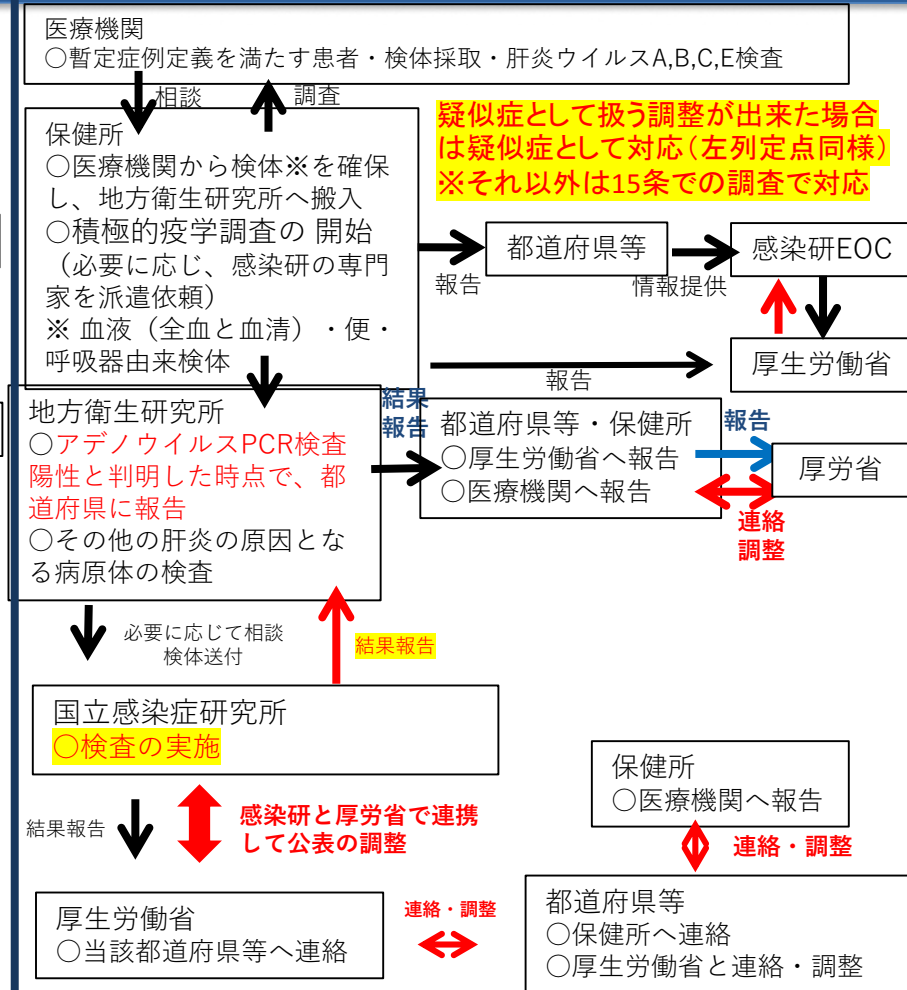 医療機関
○暫定症例定義を満たす患者・検体採取・肝炎ウイルスA,B,C,E検査
相談
調査
保健所
○医療機関から検体※を確保
し、地方衛生研究所へ搬入
○積極的疫学調査の 開始
（必要に応じ、感染研の専門
家を派遣依頼）
※ 血液（全血と血清）・便・
呼吸器由来検体
疑似症として扱う調整が出来た場合
は疑似症として対応（左列定点同様）
※それ以外は15条での調査で対応
報告
都道府県等
情報提供
感染研EOC
報告
厚生労働省
地方衛生研究所
○アデノウイルスPCR検査
陽性と判明した時点で、都
道府県に報告
○その他の肝炎の原因とな
る病原体の検査
結果
報告
都道府県等・保健所
○厚生労働省へ報告
○医療機関へ報告
報告
厚労省
連絡
調整
必要に応じて相談
検体送付
結果報告
国立感染症研究所
○検査の実施
結果報告
感染研と厚労省で連携
して公表の調整
保健所
○医療機関へ報告
連絡・調整
厚生労働省
○当該都道府県等へ連絡
連絡・調整
都道府県等
○保健所へ連絡
○厚生労働省と連絡・調整